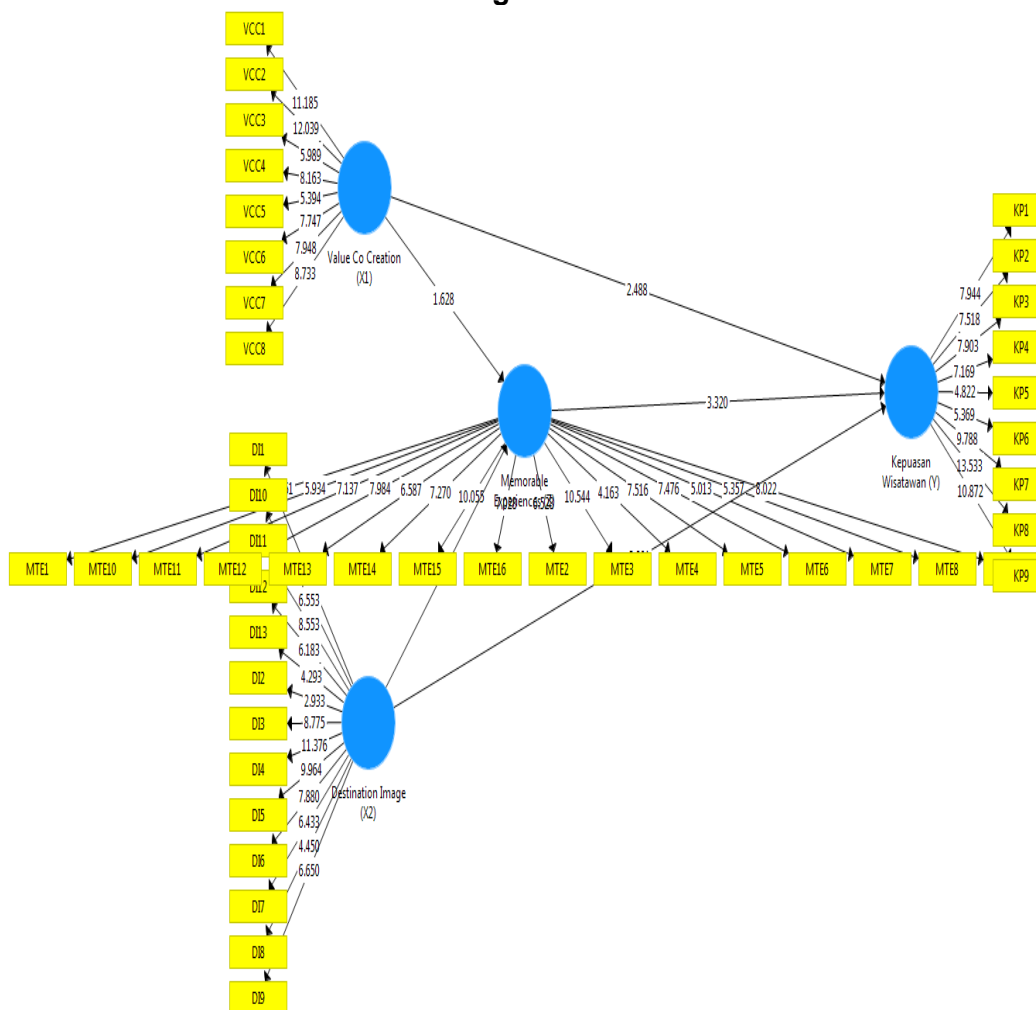 VCC1
VCC2
VCC3
VCC4
VCC5
VCC6
VCC7
VCC8
11.185
12.039
5.989
8.163
5.394
7.747
7.948
8.733
Value Co Creation
(X1)
1.628
2.488
3.320
KP1
KP2
KP3
KP4
KP5
KP6
KP7
KP8
KP9
7.944
7.518
7.903
7.169
4.822
5.369
9.788
13.533
10.872
Kepuasan
Wisatawan (Y)
Memorable
5.934
7.137
7.984
6.587
7.270
10.055
10.544
4.163
7.516
7.476
5.013
5.357
8.022
MTE1
MTE10
MTE11
MTE12
MTE13
MTE14
MTE15
MTE16
MTE2
MTE3
MTE4
MTE5
MTE6
MTE7
MTE8
DI1
DI10
DI11
DI12
DI13
DI2
DI3
DI4
DI5
DI6
DI7
DI8
DI9
6.553
8.553
6.183
4.293
2.933
8.775
11.376
9.964
7.880
6.433
4.450
6.650
Destination Image
(X2)